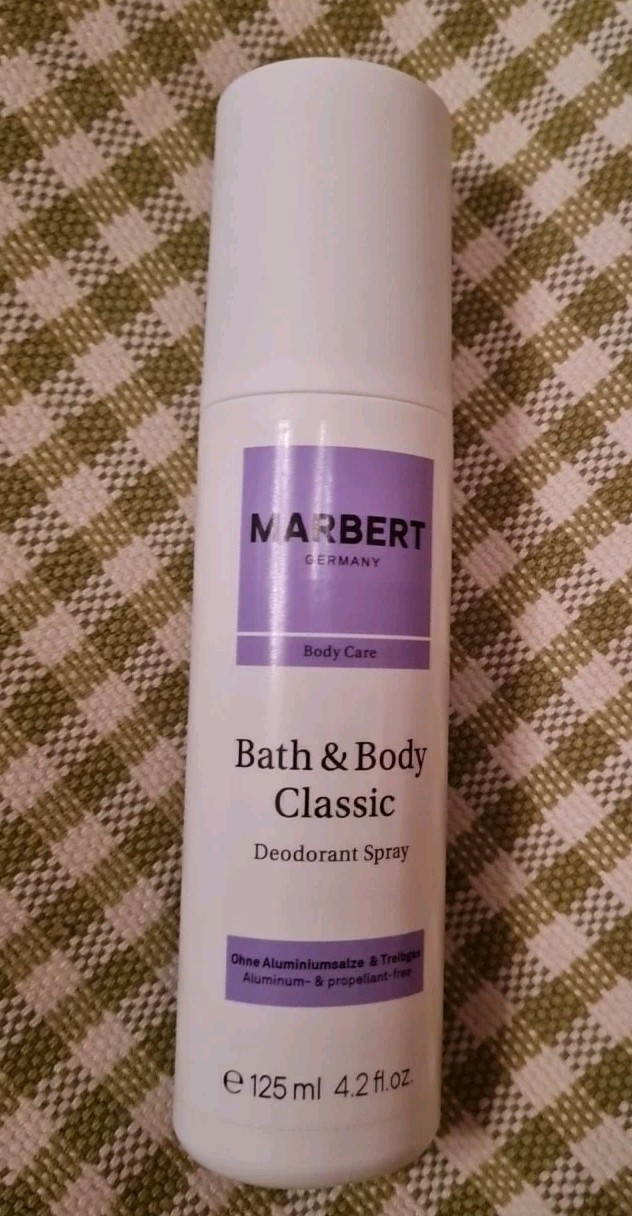 MARBERT
GERMANY
Body Care
Bath & Body
Classic
Deodorant Spray
Ohne Aluminiumsalze & Treibgas
Aluminum- & propellant-free
℮ 125 ml 4.2 fl.oz.